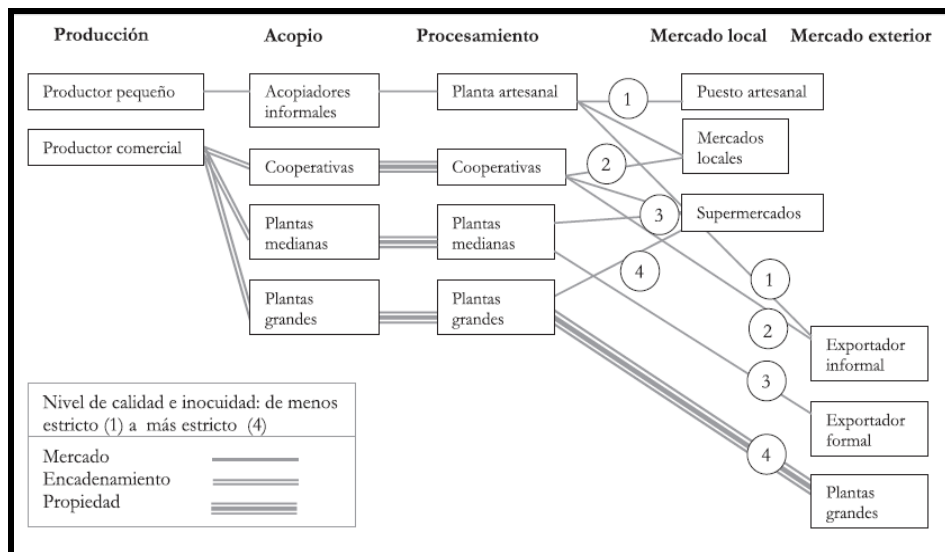 Producción
Acopio
Procesamiento
Mercado local
Mercado exterior
Productor pequeño
Acopiadores
informales
Planta artesanal
1
Puesto artesanal
Productor comercial
Mercados
locales
Cooperativas
Cooperativas
2
Plantas
medianas
Plantas
medianas
3
Supermercados
4
Plantas
grandes
Plantas
grandes
1
2
Exportador
informal
3
Exportador
formal
4
Plantas
grandes
Nivel de calidad e inocuidad: de menos
estricto (1) a más estricto (4)
Mercado
Encadenamiento
Propiedad